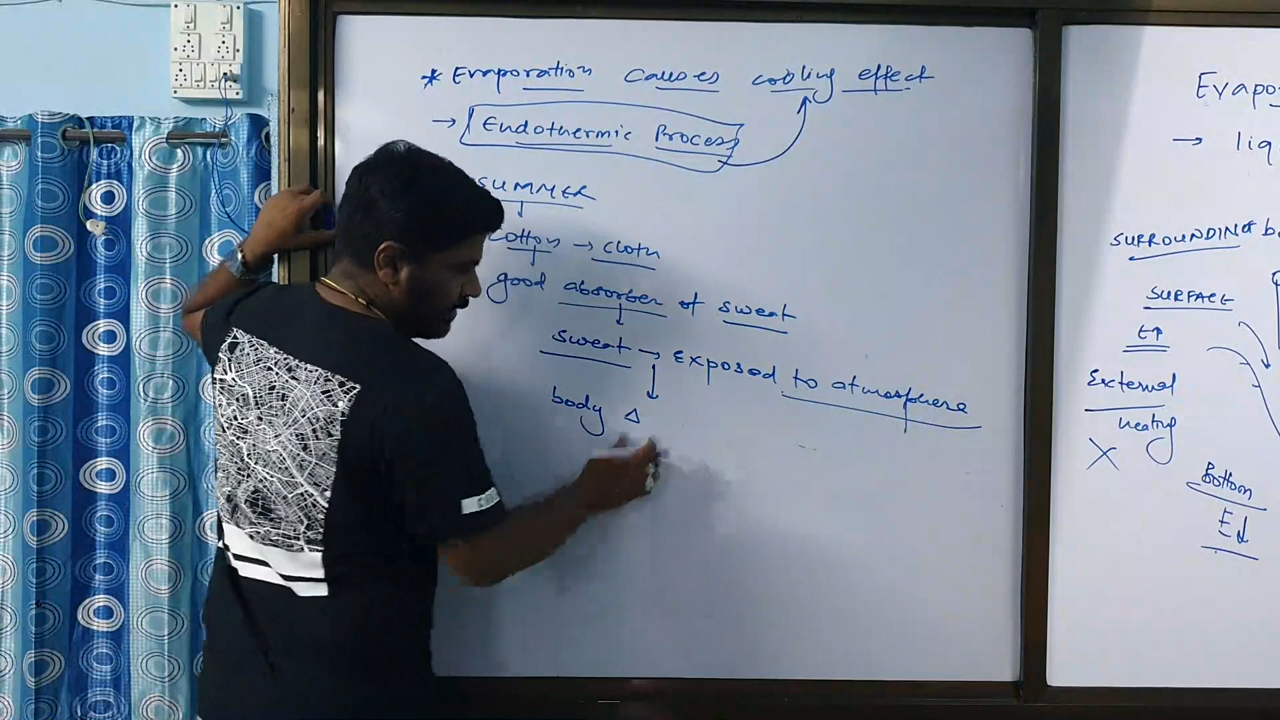 * Evaporation causes cooling effect
→ Endothermic Process
SUMMER
↓
cotton → cloth
↓
good absorber of sweat
↓
sweat → exposed to atmosphere
↓
body Δ
Evapo
→ liq
SURROUNDING b
SURFACE
E↑
External
heating
X
Bottom
E↓